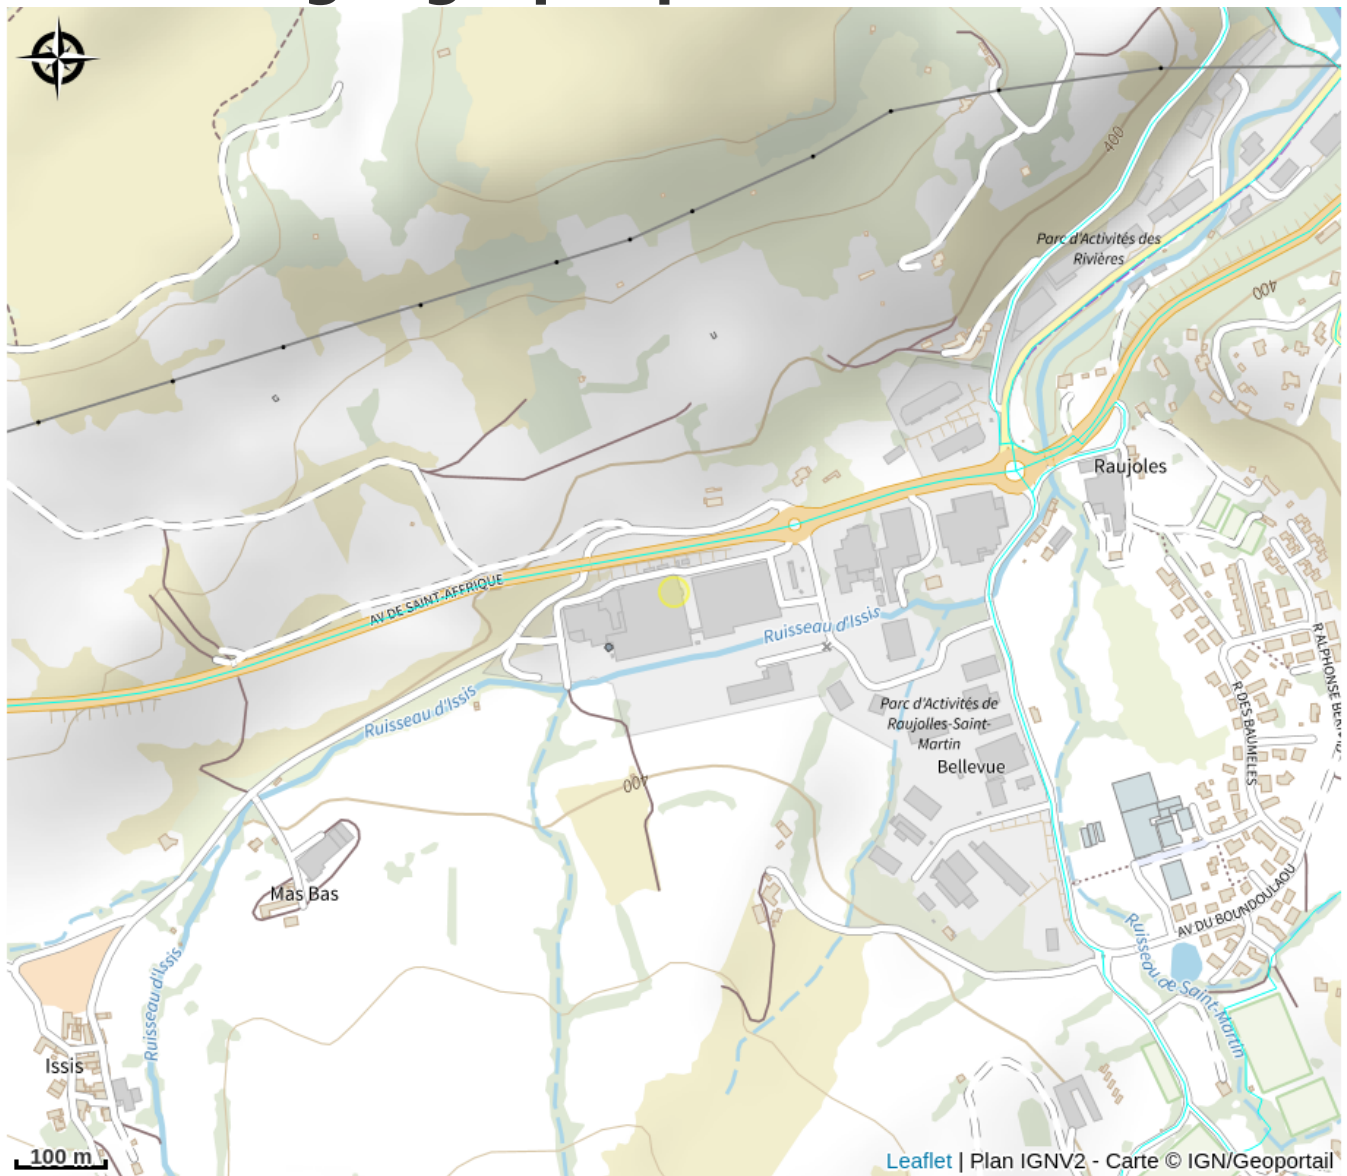 400
Parc d'Activités des
Rivières
400
Raujoles
AV DE SAINT-AFFRIQUE
Ruisseau d'Issis
Ruisseau d'Issis
Parc d'Activités de
Raujolles-Saint-
Martin
Bellevue
R DES BAUMELES
R ALPHONSE
400
Mas Bas
AV DU BOUNDOULAOU
Ruisseau de Saint-Martin
Ruisseau d'Issis
Issis
100 m
Leaflet | Plan IGNV2 - Carte © IGN/Geoportail